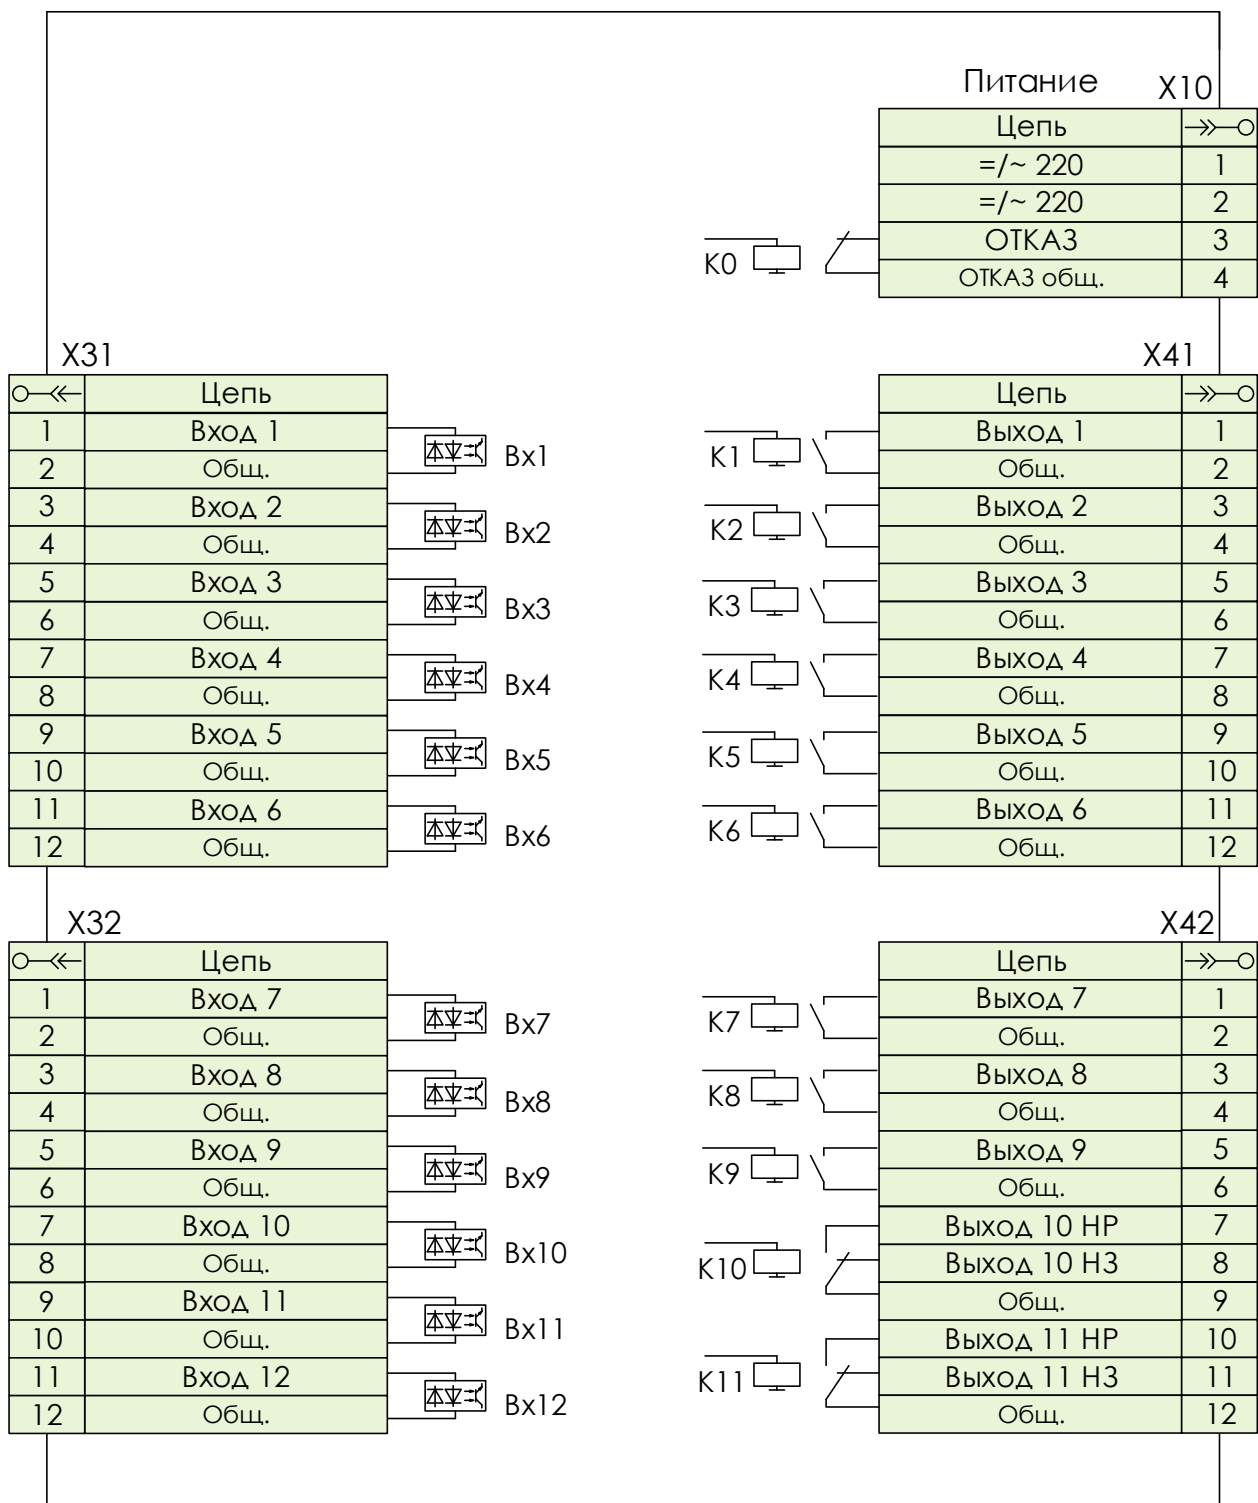 Питание X10
Цепь
=/~ 220 1
=/~ 220 2
K0 ОТКАЗ 3
ОТКАЗ общ. 4
X31
Цепь
1 Вход 1 Вх1
2 Общ.
3 Вход 2 Вх2
4 Общ.
5 Вход 3 Вх3
6 Общ.
7 Вход 4 Вх4
8 Общ.
9 Вход 5 Вх5
10 Общ.
11 Вход 6 Вх6
12 Общ.
X41
Цепь
K1 Выход 1 1
Общ. 2
K2 Выход 2 3
Общ. 4
K3 Выход 3 5
Общ. 6
K4 Выход 4 7
Общ. 8
K5 Выход 5 9
Общ. 10
K6 Выход 6 11
Общ. 12
X32
Цепь
1 Вход 7 Вх7
2 Общ.
3 Вход 8 Вх8
4 Общ.
5 Вход 9 Вх9
6 Общ.
7 Вход 10 Вх10
8 Общ.
9 Вход 11 Вх11
10 Общ.
11 Вход 12 Вх12
12 Общ.
X42
Цепь
K7 Выход 7 1
Общ. 2
K8 Выход 8 3
Общ. 4
K9 Выход 9 5
Общ. 6
Выход 10 НР 7
K10 Выход 10 НЗ 8
Общ. 9
Выход 11 НР 10
K11 Выход 11 НЗ 11
Общ. 12